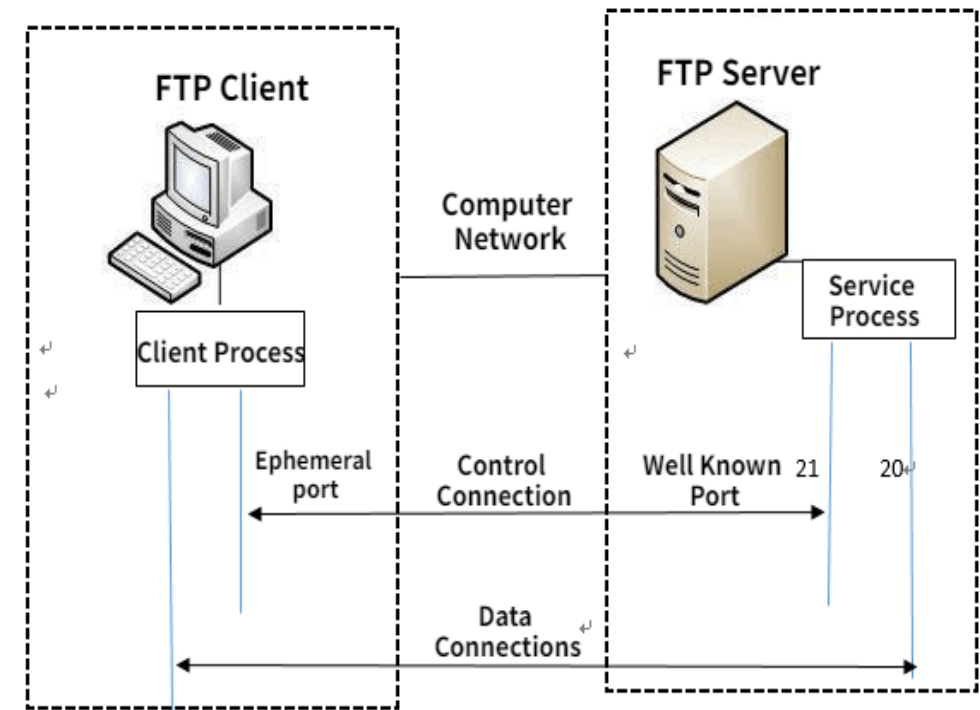 FTP Client
FTP Server
Computer
Network
Service
Process
Client Process
Ephemeral
port
Control
Connection
Well Known
Port
21
20
Data
Connections